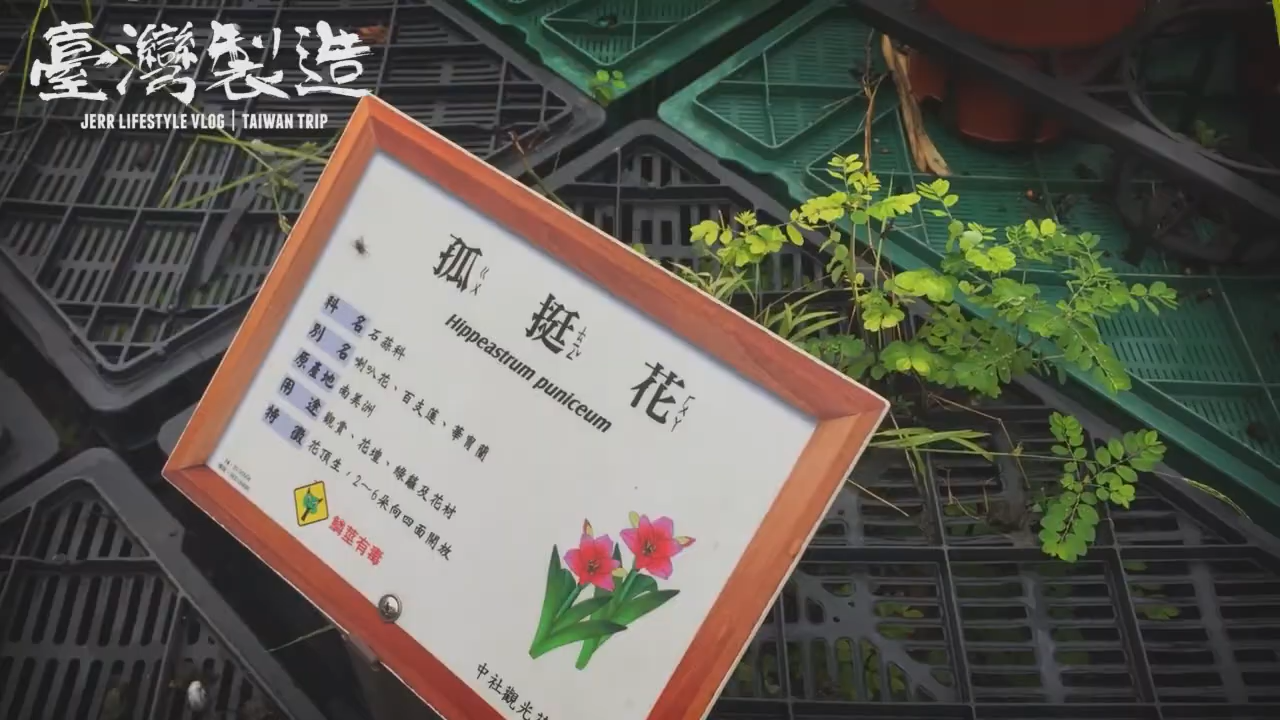 臺灣製造
JERR LIFESTYLE VLOG | TAIWAN TRIP
孤挺花
ㄍㄨ ㄊㄧㄥˇ ㄏㄨㄚ
Hippeastrum puniceum
科名 石蒜科
別名 喇叭花、百支蓮、華胄蘭
原產地 南美洲
用途 觀賞、花壇、綠籬及花材
特徵 花頂生,2~6朵向四面開放
鱗莖有毒
中社觀光